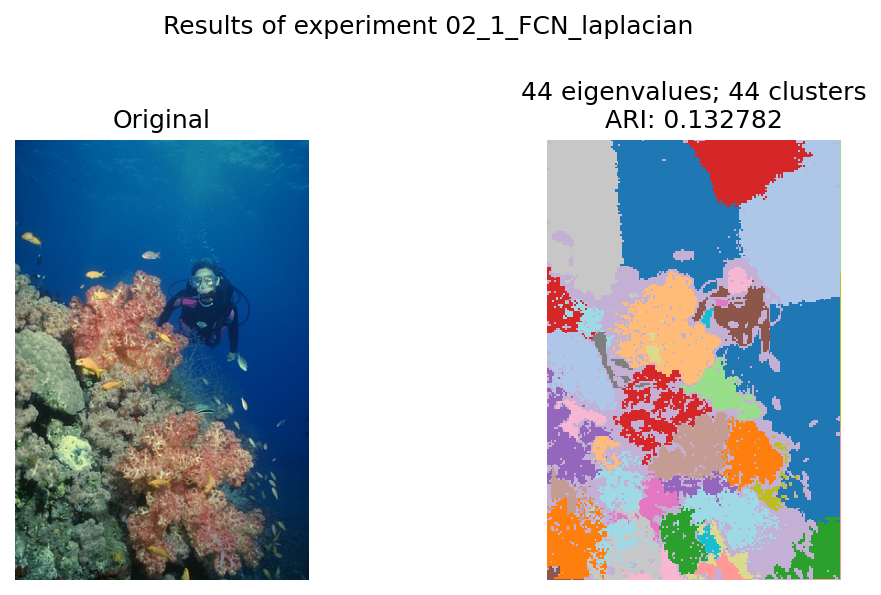 Results of experiment 02_1_FCN_laplacian
Original
44 eigenvalues; 44 clusters
ARI: 0.132782